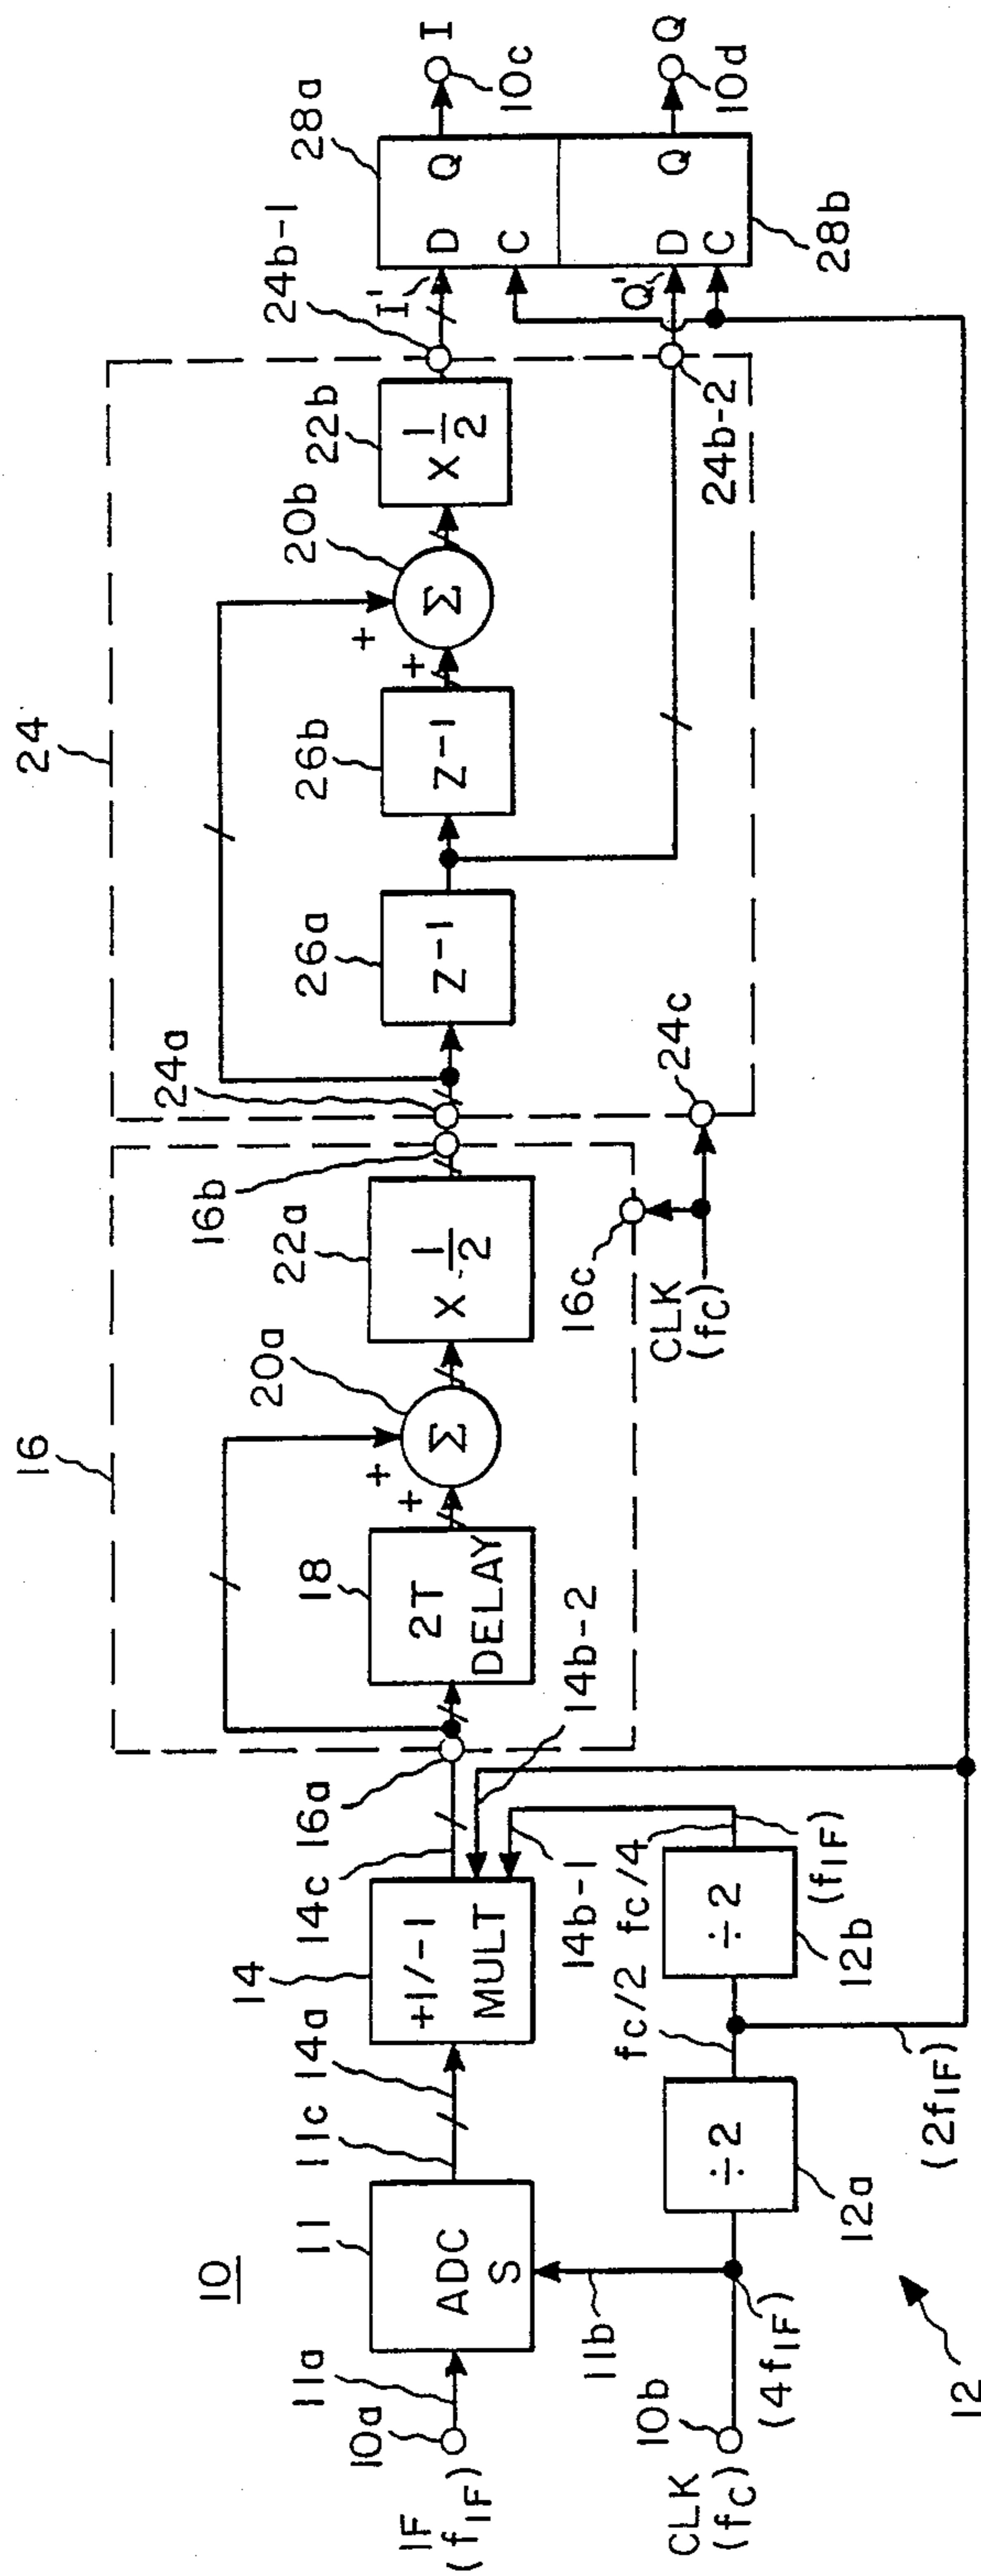 10
10a
IF
(fIF)
11a
11
ADC
S
11b
11c
14a
14
+1/-1
MULT
14c
14b-2
14b-1
CLK
(fC)
10b
(4fIF)
÷2
12a
fc/2
(2fIF)
÷2
12b
fc/4
(fIF)
12
16
16a
18
2T
DELAY
+
+
20a
Σ
22a
X 1/2
16b
16c
CLK
(fC)
24
24a
24c
26a
Z-1
26b
Z-1
+
+
20b
Σ
22b
X 1/2
24b-1
24b-2
I'
Q'
28a
D Q
C
D Q
C
28b
I
10c
Q
10d